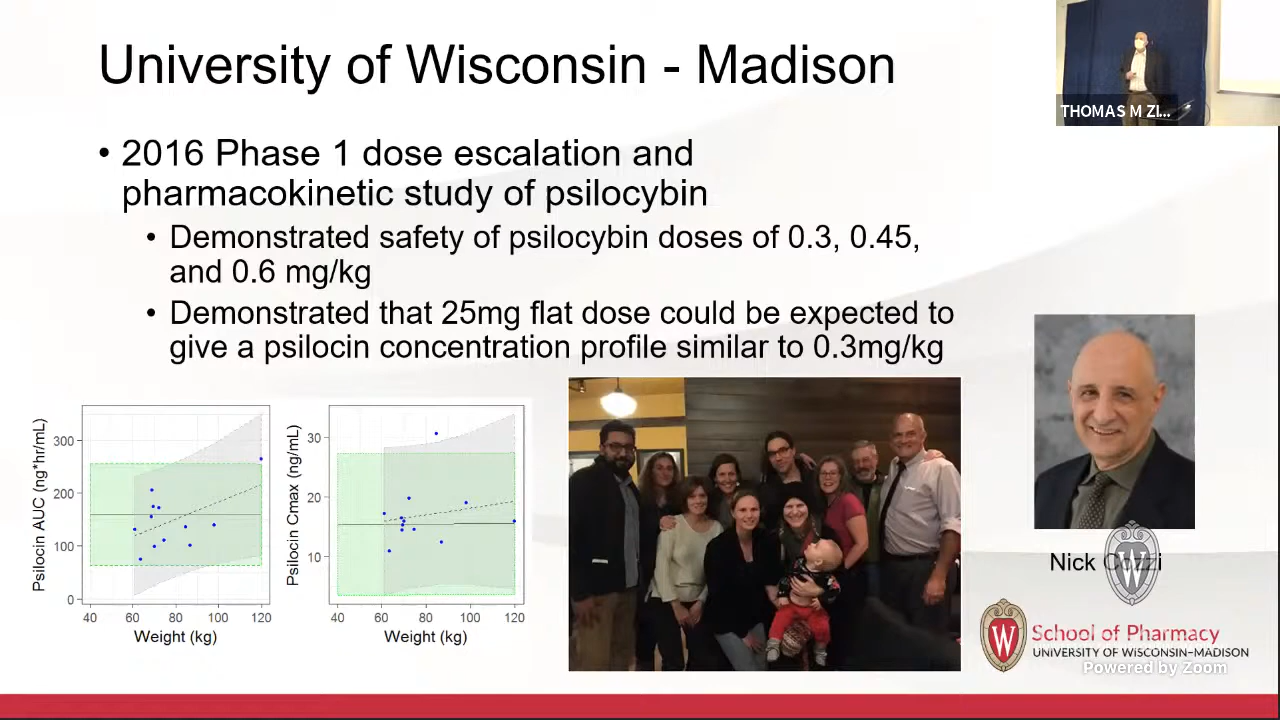 University of Wisconsin - Madison
THOMAS M ZI...
• 2016 Phase 1 dose escalation and
pharmacokinetic study of psilocybin
• Demonstrated safety of psilocybin doses of 0.3, 0.45,
and 0.6 mg/kg
• Demonstrated that 25mg flat dose could be expected to
give a psilocin concentration profile similar to 0.3mg/kg
Psilocin AUC (ng*hr/mL)
300
200
100
0
40 60 80 100 120
Weight (kg)
Psilocin Cmax (ng/mL)
30
20
10
40 60 80 100 120
Weight (kg)
Nick Cozzi
W
W
School of Pharmacy
UNIVERSITY OF WISCONSIN–MADISON
Powered by Zoom